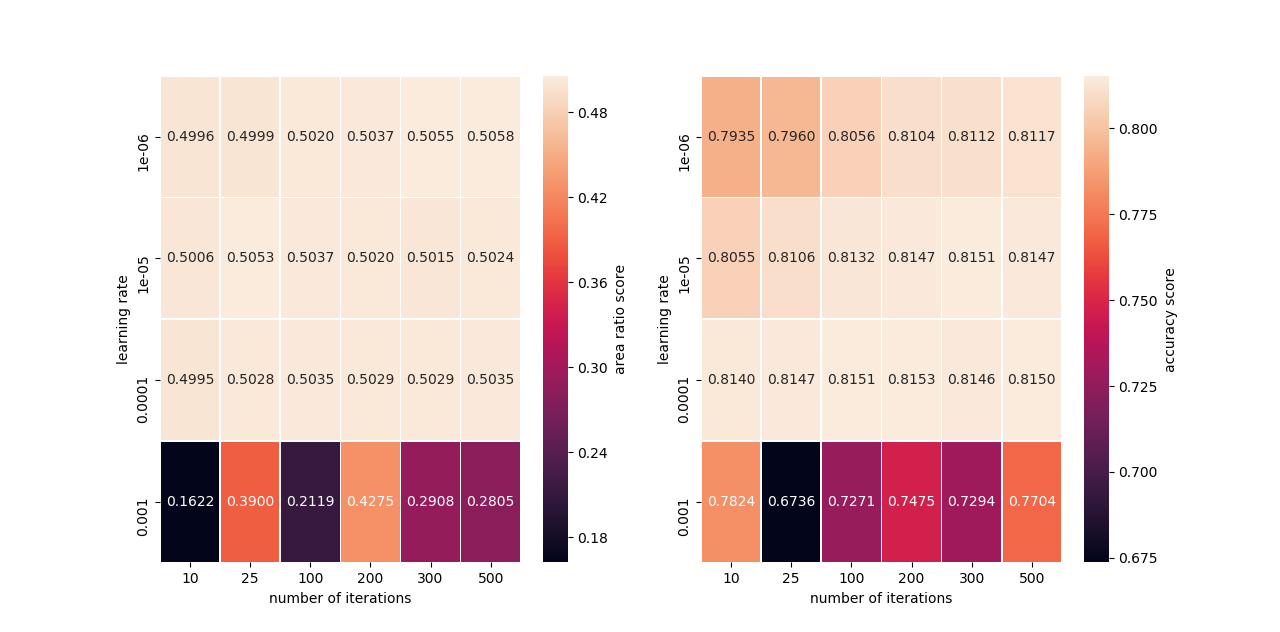 learning rate
1e-06 0.4996 0.4999 0.5020 0.5037 0.5055 0.5058
1e-05 0.5006 0.5053 0.5037 0.5020 0.5015 0.5024
0.0001 0.4995 0.5028 0.5035 0.5029 0.5029 0.5035
0.001 0.1622 0.3900 0.2119 0.4275 0.2908 0.2805
10 25 100 200 300 500
number of iterations
0.48
0.42
0.36
0.30
0.24
0.18
area ratio score
learning rate
1e-06 0.7935 0.7960 0.8056 0.8104 0.8112 0.8117
1e-05 0.8055 0.8106 0.8132 0.8147 0.8151 0.8147
0.0001 0.8140 0.8147 0.8151 0.8153 0.8146 0.8150
0.001 0.7824 0.6736 0.7271 0.7475 0.7294 0.7704
10 25 100 200 300 500
number of iterations
0.800
0.775
0.750
0.725
0.700
0.675
accuracy score